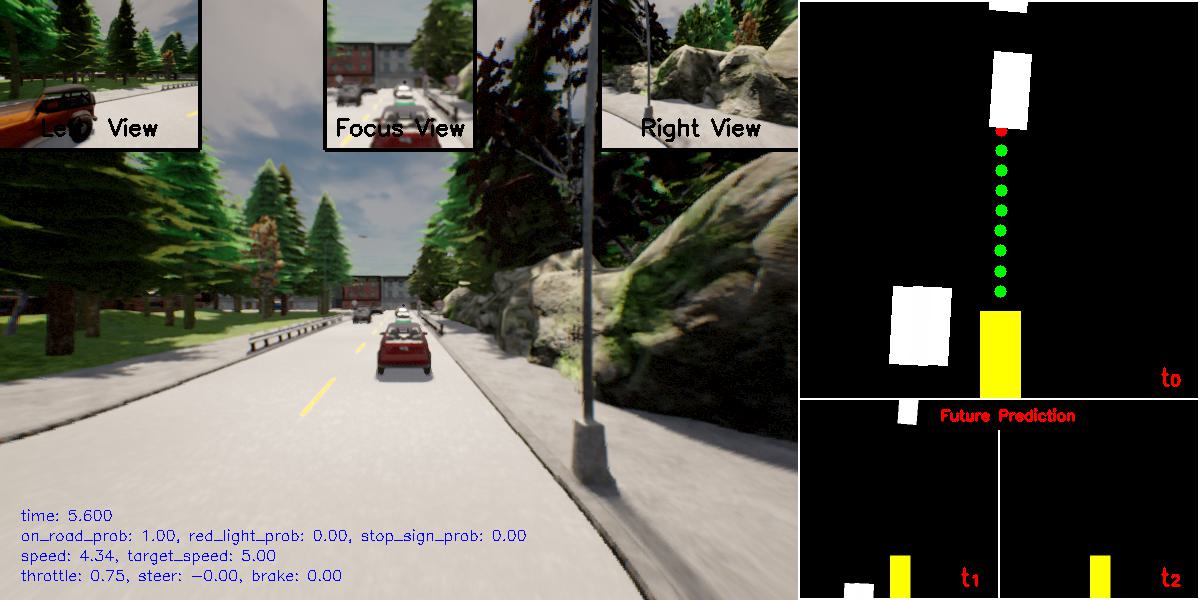 Left View
Focus View
Right View
t0
Future Prediction
t1
t2
time: 5.600
on_road_prob: 1.00, red_light_prob: 0.00, stop_sign_prob: 0.00
speed: 4.34, target_speed: 5.00
throttle: 0.75, steer: −0.00, brake: 0.00